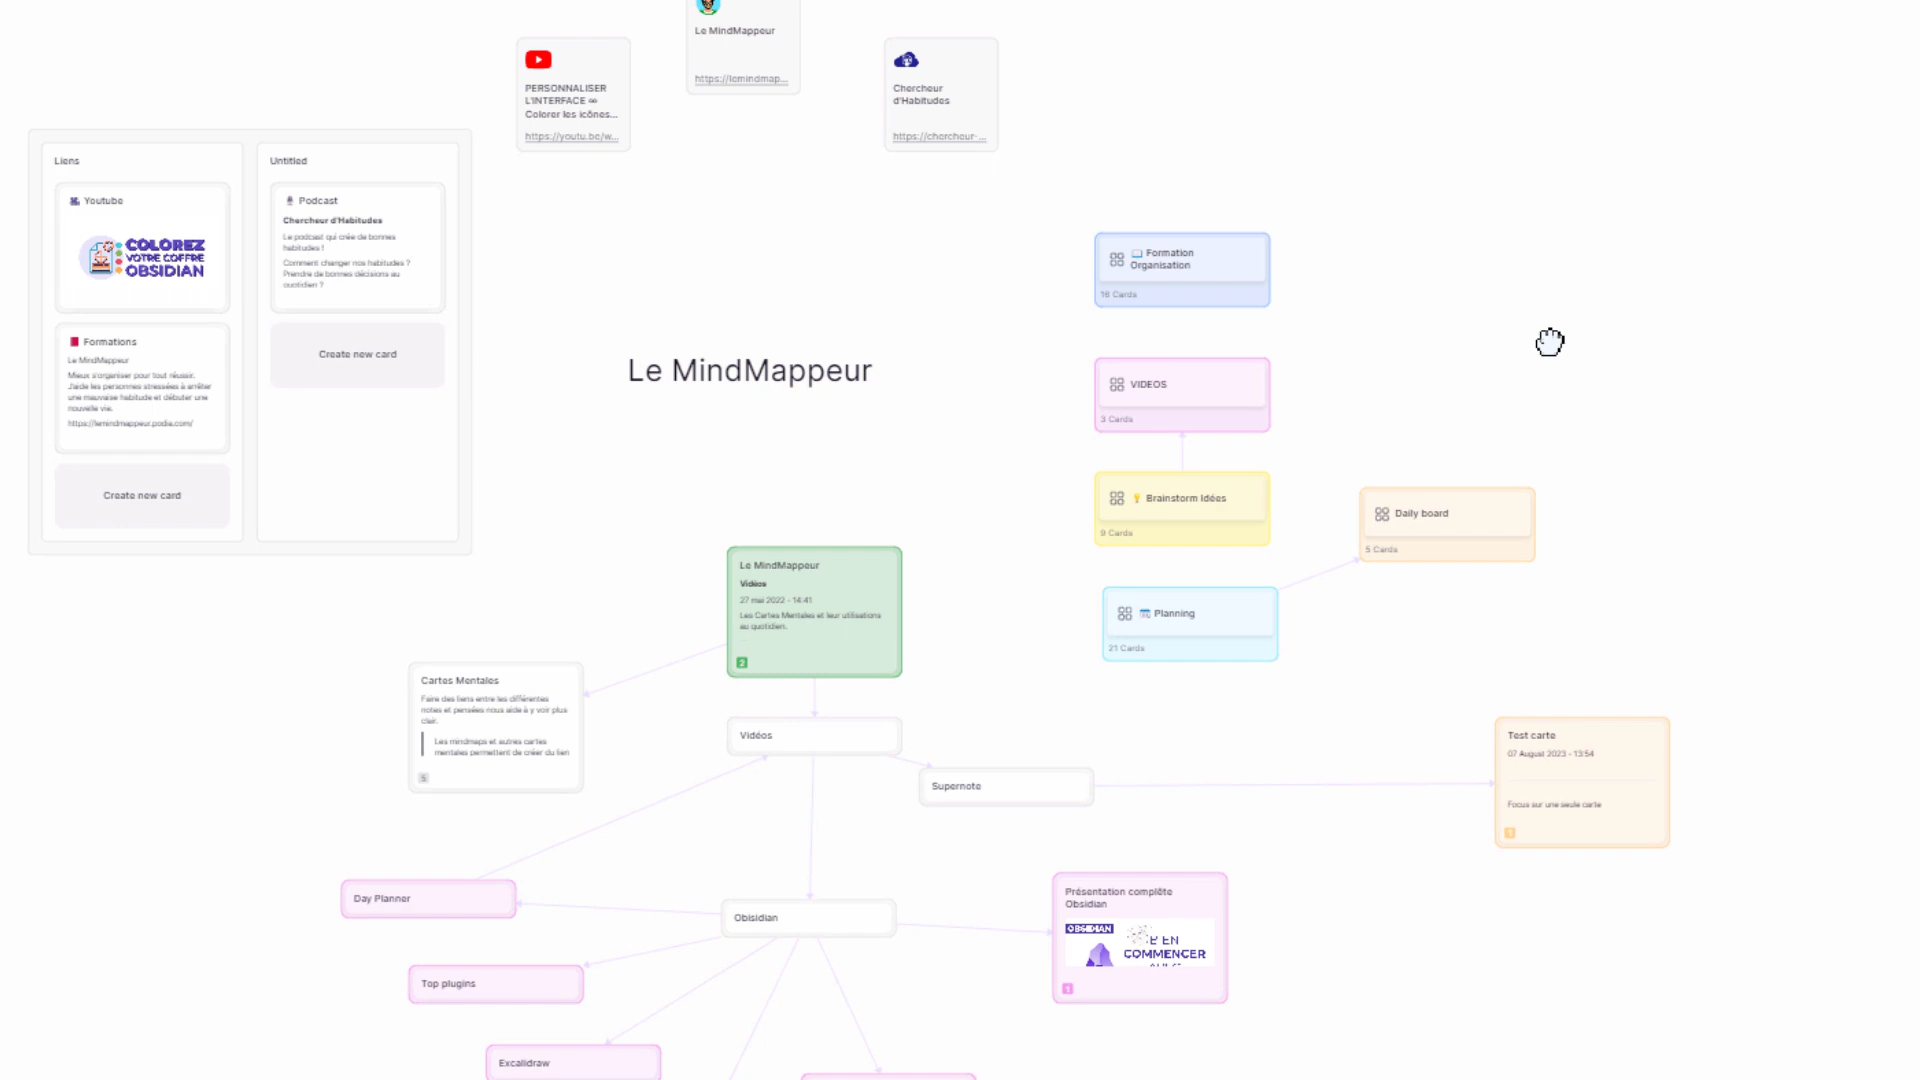 Le MindMappeur
https://lemindmap...
PERSONNALISER
L'INTERFACE ∞
Colorer les icônes...
https://youtu.be/w...
Chercheur
d'Habitudes
https://chercheur-...
Liens
Youtube
COLOREZ
VOTRE COFFRE
OBSIDIAN
Formations
Le MindMappeur
Mieux s'organiser pour tout réussir.
J'aide les personnes stressées à arrêter
une mauvaise habitude et débuter une
nouvelle vie.
https://lemindmappeur.podia.com/
Create new card
Untitled
Podcast
Chercheur d'Habitudes
Le podcast qui crée de bonnes
habitudes !
Comment changer nos habitudes ?
Prendre de bonnes décisions au
quotidien ?
Create new card
Le MindMappeur
Formation
Organisation
16 Cards
VIDEOS
3 Cards
Brainstorm Idées
9 Cards
Daily board
5 Cards
Planning
21 Cards
Le MindMappeur
Vidéos
27 mai 2022 - 14:41
Les Cartes Mentales et leur utilisations
au quotidien.
2
Cartes Mentales
Faire des liens entre les différentes
notes et pensées nous aide à y voir plus
clair.
Les mindmaps et autres cartes
mentales permettent de créer du lien
5
Vidéos
Supernote
Test carte
07 August 2023 - 13:54
Focus sur une seule carte
1
Day Planner
Obisidian
Présentation complète
Obsidian
OBSIDIAN
EN
COMMENCER
1
Top plugins
Excalidraw